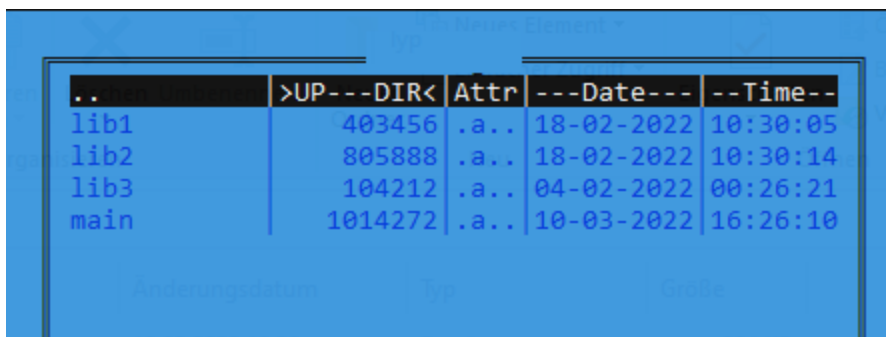 Neues Element
Typ
..|>UP---DIR<|Attr|---Date---|--Time--
lib1|403456|.a..|18-02-2022|10:30:05
lib2|805888|.a..|18-02-2022|10:30:14
lib3|104212|.a..|04-02-2022|00:26:21
main|1014272|.a..|10-03-2022|16:26:10
Änderungsdatum Typ Größe